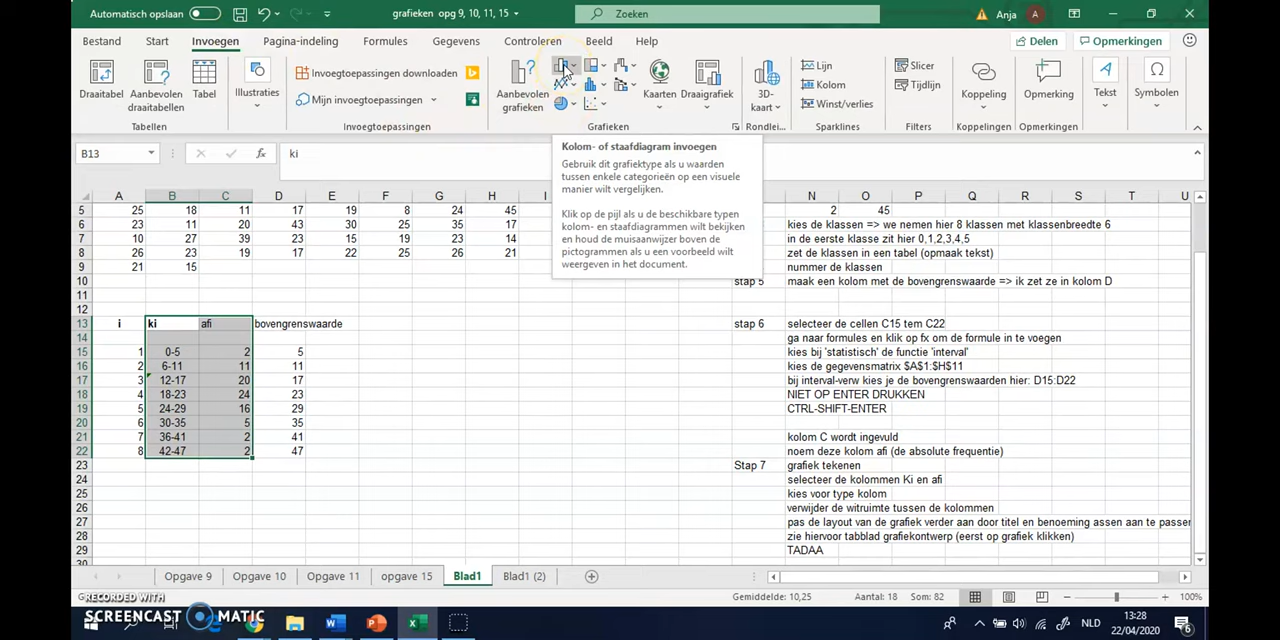 Automatisch opslaan
grafieken opg 9, 10, 11, 15
Zoeken
Anja A
Bestand Start Invoegen Pagina-indeling Formules Gegevens Controleren Beeld Help Delen Opmerkingen
Draaitabel Aanbevolen draaitabellen Tabel
Illustraties
Invoegtoepassingen downloaden
Mijn invoegtoepassingen
Aanbevolen grafieken
Kaarten Draaigrafiek
3D-kaart
Lijn
Kolom
Winst/verlies
Slicer
Tijdlijn
Koppeling
Opmerking
Tekst
Symbolen
Tabellen Invoegtoepassingen Grafieken Rondlei... Sparklines Filters Koppelingen Opmerkingen
B13 fx ki
Kolom- of staafdiagram invoegen
Gebruik dit grafiektype als u waarden
tussen enkele categorieën op een visuele
manier wilt vergelijken.
Klik op de pijl als u de beschikbare typen
kolom- en staafdiagrammen wilt bekijken
en houd de muisaanwijzer boven de
pictogrammen als u een voorbeeld wilt
weergeven in het document.
A B C D E F G H I N O P Q R S T U
5 25 18 11 17 19 8 24 45 2 45
6 23 11 20 43 30 25 35 17 kies de klassen => we nemen hier 8 klassen met klassenbreedte 6
7 10 27 39 23 15 19 23 14 in de eerste klasse zit hier 0,1,2,3,4,5
8 26 23 19 17 22 25 26 21 zet de klassen in een tabel (opmaak tekst)
9 21 15 nummer de klassen
10 stap 5 maak een kolom met de bovengrenswaarde => ik zet ze in kolom D
11
12
13 i ki afi bovengrenswaarde stap 6 selecteer de cellen C15 tem C22
14 ga naar formules en klik op fx om de formule in te voegen
15 1 0-5 2 5 kies bij 'statistisch' de functie 'interval'
16 2 6-11 11 11 kies de gegevensmatrix $A$1:$H$11
17 3 12-17 20 17 bij interval-verw kies je de bovengrenswaarden hier: D15:D22
18 4 18-23 24 23 NIET OP ENTER DRUKKEN
19 5 24-29 16 29 CTRL-SHIFT-ENTER
20 6 30-35 5 35
21 7 36-41 2 41 kolom C wordt ingevuld
22 8 42-47 2 47 noem deze kolom afi (de absolute frequentie)
23 Stap 7 grafiek tekenen
24 selecteer de kolommen Ki en afi
25 kies voor type kolom
26 verwijder de witruimte tussen de kolommen
27 pas de layout van de grafiek verder aan door titel en benoeming assen aan te passen
28 zie hiervoor tabblad grafiekontwerp (eerst op grafiek klikken)
29 TADAA
30
Opgave 9 Opgave 10 Opgave 11 opgave 15 Blad1 Blad1 (2)
Gemiddelde: 10,25 Aantal: 18 Som: 82 100%
RECORDED WITH
SCREENCAST MATIC
NLD
13:28
22/04/2020
6